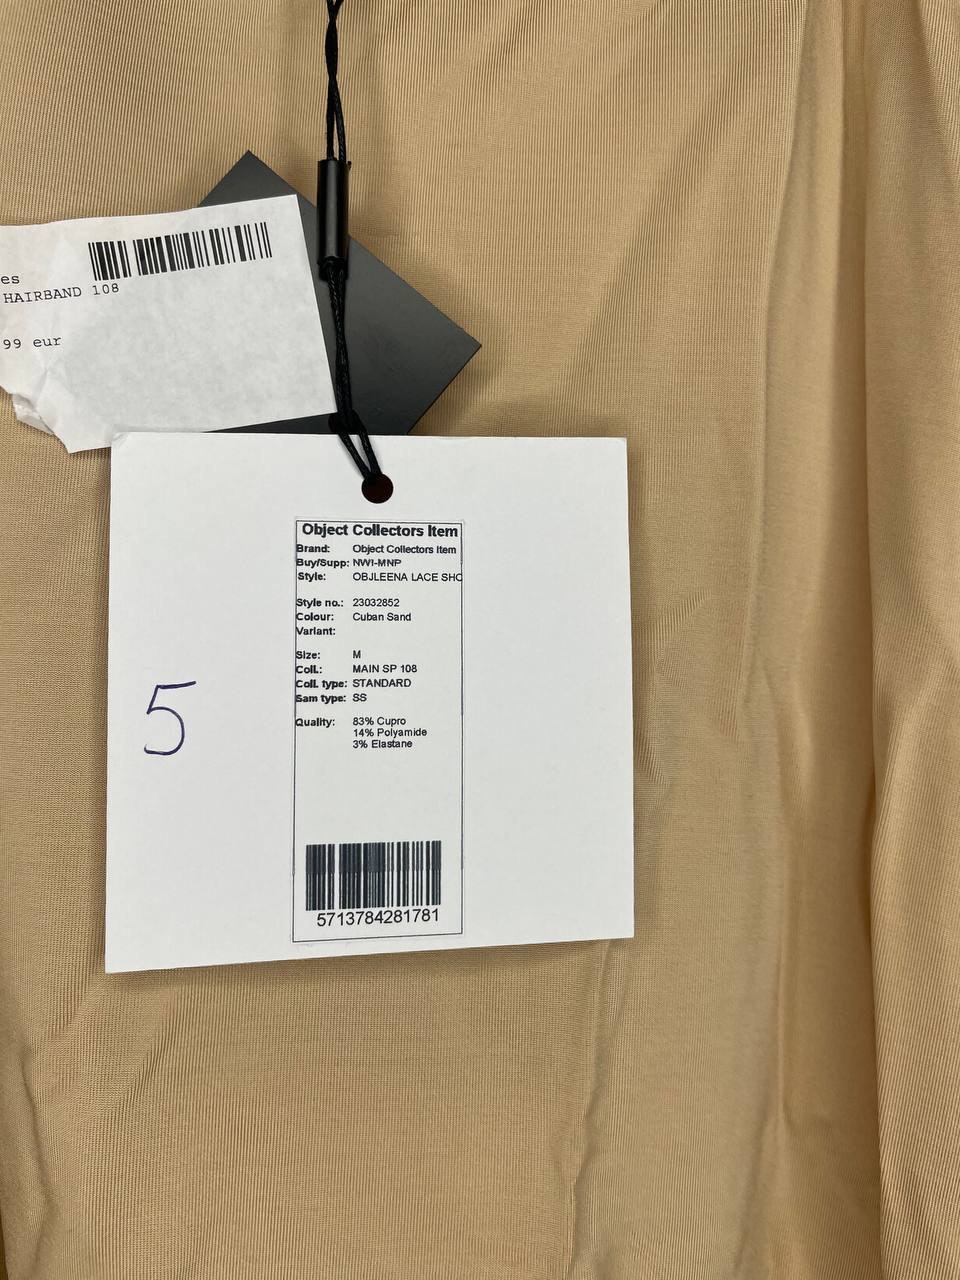 es
HAIRBAND 108
99 eur
Object Collectors Item
Brand: Object Collectors Item
Buy/Supp: NWI-MNP
Style: OBJLEENA LACE SHO
Style no.: 23032852
Colour: Cuban Sand
Variant:
Size: M
Coll.: MAIN SP 108
Coll. type: STANDARD
Sam type: SS
Quality: 83% Cupro
14% Polyamide
3% Elastane
5
5713784281781